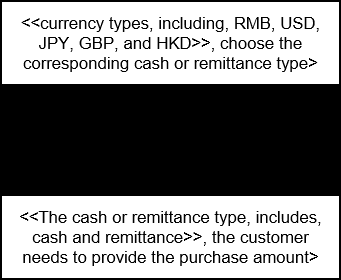 <<currency types, including, RMB, USD,
JPY, GBP, and HKD>>, choose the
corresponding cash or remittance type>
<<The cash or remittance type, includes,
cash and remittance>>, the customer
needs to provide the purchase amount>